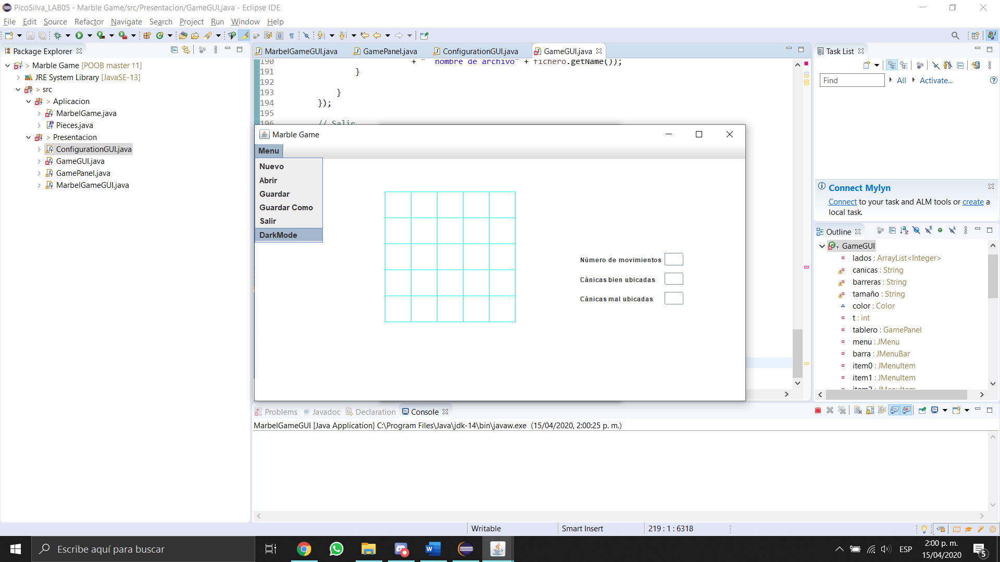 PicoSilva_LAB05 - Marble Game/src/Presentacion/GameGUI.java - Eclipse IDE
File Edit Source Refactor Navigate Search Project Run Window Help
Package Explorer
> Marble Game [POOB master ↑1]
JRE System Library [JavaSE-13]
> src
> Aplicacion
MarbelGame.java
Pieces.java
> Presentacion
ConfigurationGUI.java
GameGUI.java
GamePanel.java
MarbelGameGUI.java
MarbelGameGUI.java GamePanel.java ConfigurationGUI.java GameGUI.java
190 + " nombre de archivo" + fichero.getName());
191 }
192
193 }
194 });
195
196 // Salir
Marble Game
Menu
Nuevo
Abrir
Guardar
Guardar Como
Salir
DarkMode
Número de movimientos
Cánicas bien ubicadas
Cánicas mal ubicadas
Task List
Find All Activate...
Connect Mylyn
Connect to your task and ALM tools or create a
local task.
Outline
GameGUI
lados : ArrayList<Integer>
canicas : String
barreras : String
tamaño : String
color : Color
t : int
tablero : GamePanel
menu : JMenu
barra : JMenuBar
item0 : JMenuItem
item1 : JMenuItem
item2 : JMenuItem
Problems @ Javadoc Declaration Console
MarbelGameGUI [Java Application] C:\Program Files\Java\jdk-14\bin\javaw.exe (15/04/2020, 2:00:25 p. m.)
Writable Smart Insert 219 : 1 : 6318
Escribe aquí para buscar
ESP
2:00 p. m.
15/04/2020
5